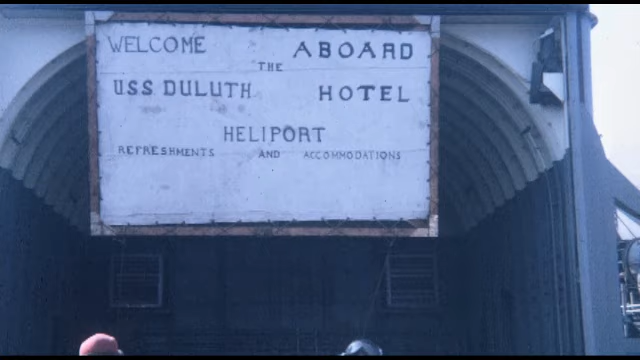 WELCOME ABOARD
THE
USS DULUTH HOTEL
HELIPORT
REFRESHMENTS AND ACCOMMODATIONS